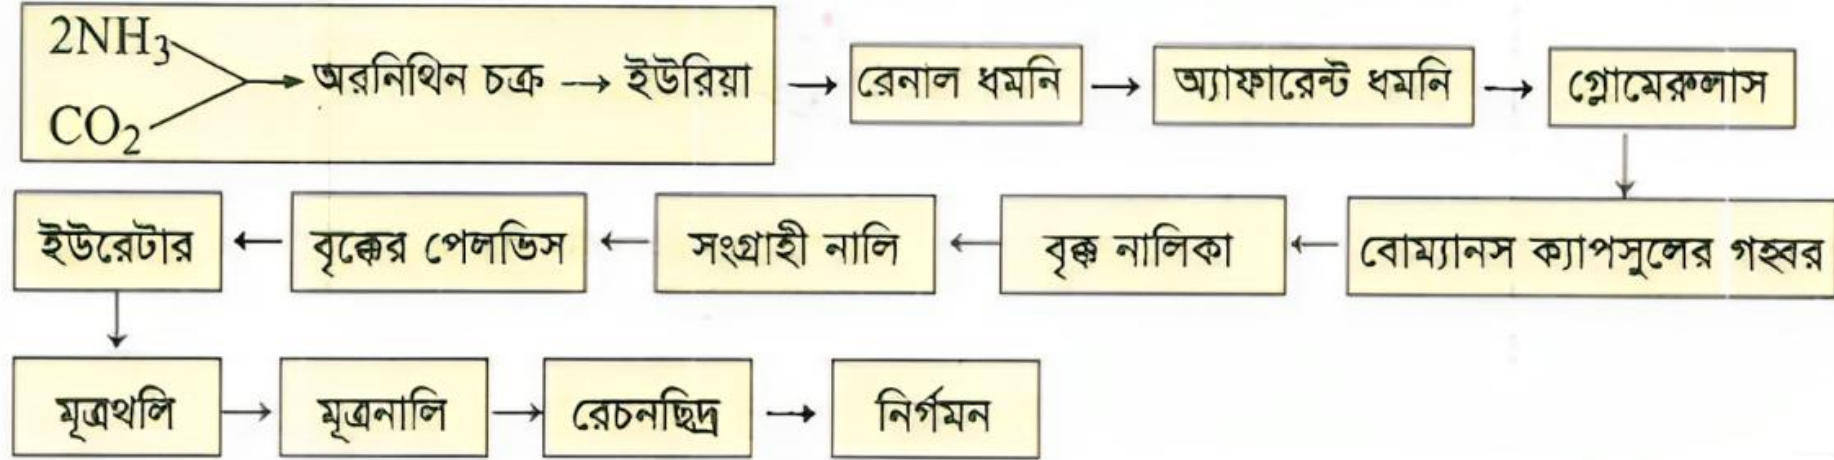 2NH₃
CO₂
→ অরনিথিন চক্র → ইউরিয়া → রেনাল ধমনি → অ্যাফারেন্ট ধমনি → গ্লোমেরুলাস
ইউরেটার ← বৃক্কের পেলভিস ← সংগ্রাহী নালি ← বৃক্ক নালিকা ← বোম্যানস ক্যাপসুলের গহ্বর
মূত্রথলি → মূত্রনালি → রেচনছিদ্র → নির্গমন